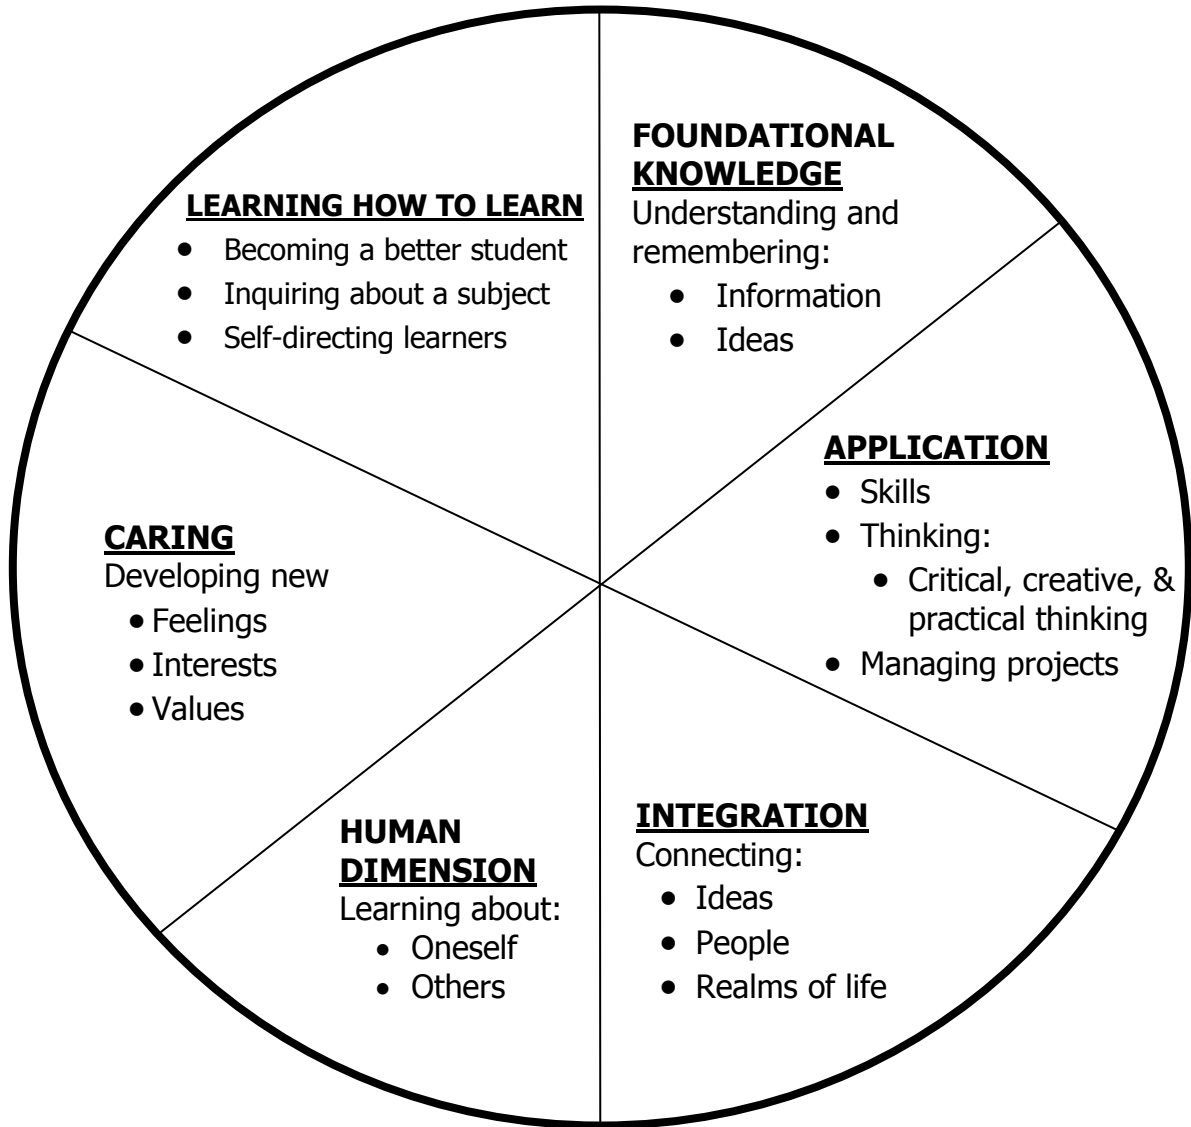 FOUNDATIONAL
KNOWLEDGE
Understanding and
remembering:
• Information
• Ideas
APPLICATION
• Skills
• Thinking:
• Critical, creative, &
practical thinking
• Managing projects
INTEGRATION
Connecting:
• Ideas
• People
• Realms of life
HUMAN
DIMENSION
Learning about:
• Oneself
• Others
CARING
Developing new
• Feelings
• Interests
• Values
LEARNING HOW TO LEARN
• Becoming a better student
• Inquiring about a subject
• Self-directing learners